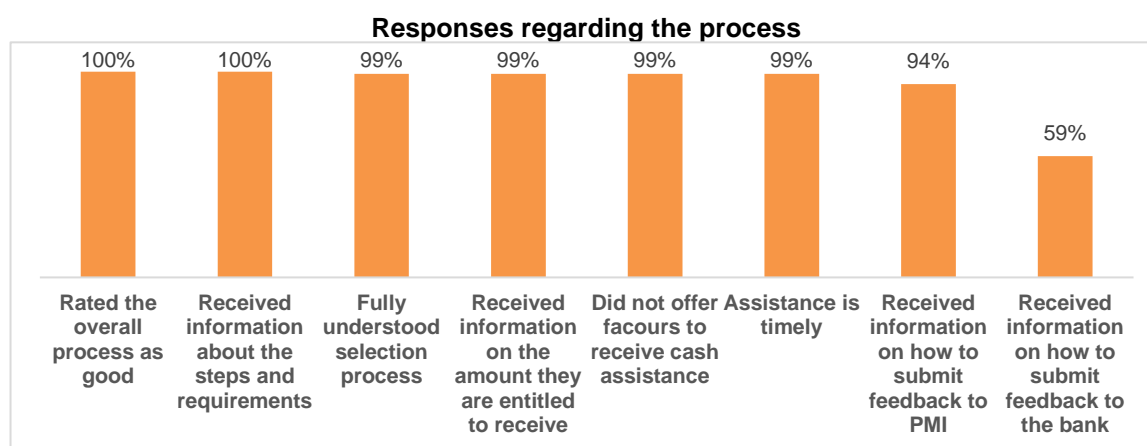 Responses regarding the process
100% 100% 99% 99% 99% 99% 94% 59%
Rated the
overall
process as
good
Received
information
about the
steps and
requirements
Fully
understood
selection
process
Received
information
on the
amount they
are entitled
to receive
Did not offer
facours to
receive cash
assistance
Assistance is
timely
Received
information
on how to
submit
feedback to
PMI
Received
information
on how to
submit
feedback to
the bank